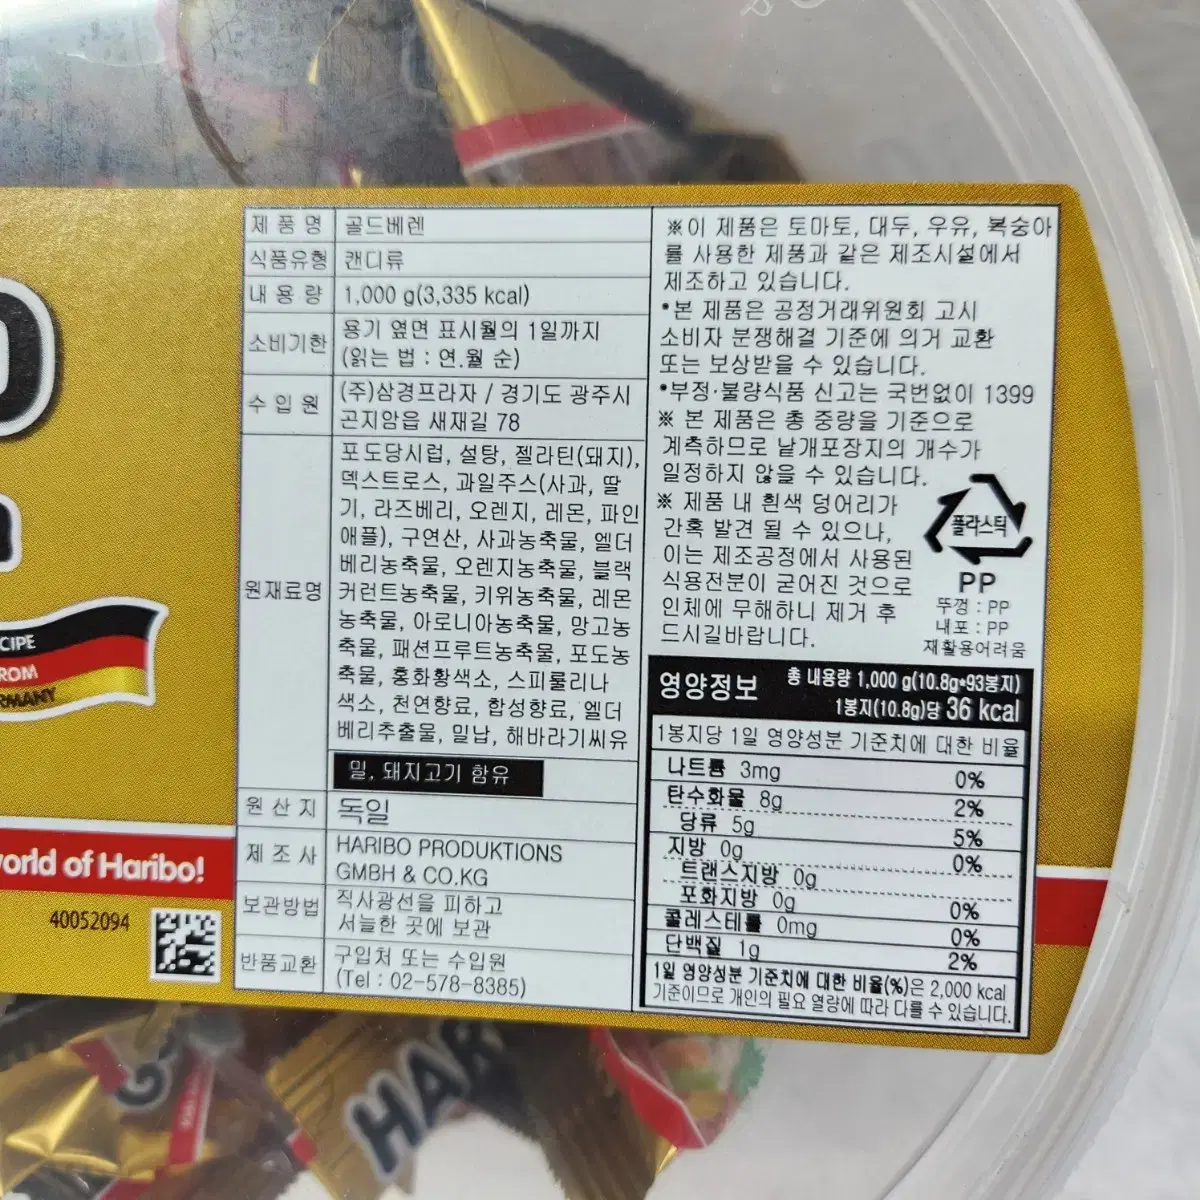 CIPE
ROM
RMANY
world of Haribo!
40052094
제품명 골드베렌
식품유형 캔디류
내용량 1,000 g(3,335 kcal)
소비기한 용기 옆면 표시월의 1일까지
(읽는 법 : 연.월 순)
수입원 (주)삼경프라자 / 경기도 광주시
곤지암읍 새재길 78
원재료명 포도당시럽, 설탕, 젤라틴(돼지),
덱스트로스, 과일주스(사과, 딸
기, 라즈베리, 오렌지, 레몬, 파인
애플), 구연산, 사과농축물, 엘더
베리농축물, 오렌지농축물, 블랙
커런트농축물, 키위농축물, 레몬
농축물, 아로니아농축물, 망고농
축물, 패션프루트농축물, 포도농
축물, 홍화황색소, 스피룰리나
색소, 천연향료, 합성향료, 엘더
베리추출물, 밀납, 해바라기씨유
밀, 돼지고기 함유
원산지 독일
제조사 HARIBO PRODUKTIONS
GMBH & CO.KG
보관방법 직사광선을 피하고
서늘한 곳에 보관
반품교환 구입처 또는 수입원
(Tel : 02-578-8385)
※이 제품은 토마토, 대두, 우유, 복숭아
를 사용한 제품과 같은 제조시설에서
제조하고 있습니다.
•본 제품은 공정거래위원회 고시
소비자 분쟁해결 기준에 의거 교환
또는 보상받을 수 있습니다.
•부정·불량식품 신고는 국번없이 1399
※ 본 제품은 총 중량을 기준으로
계측하므로 낱개포장지의 개수가
일정하지 않을 수 있습니다.
※ 제품 내 흰색 덩어리가
간혹 발견 될 수 있으나,
이는 제조공정에서 사용된
식용전분이 굳어진 것으로
인체에 무해하니 제거 후
드시길바랍니다.
플라스틱
PP
뚜껑 : PP
내포 : PP
재활용어려움
영양정보 총 내용량 1,000 g(10.8g*93봉지)
1봉지(10.8g)당 36 kcal
1봉지당 1일 영양성분 기준치에 대한 비율
나트륨 3mg 0%
탄수화물 8g 2%
당류 5g 5%
지방 0g 0%
트랜스지방 0g
포화지방 0g 0%
콜레스테롤 0mg 0%
단백질 1g 2%
1일 영양성분 기준치에 대한 비율(%)은 2,000 kcal
기준이므로 개인의 필요 열량에 따라 다를 수 있습니다.
HAR